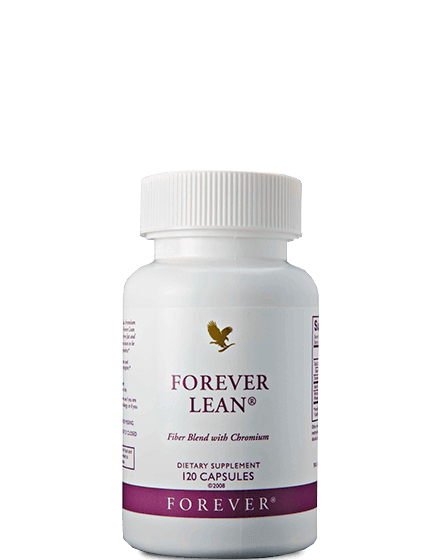 FOREVER
LEAN®
Fiber Blend with Chromium
DIETARY SUPPLEMENT
120 CAPSULES
©2008
FOREVER®